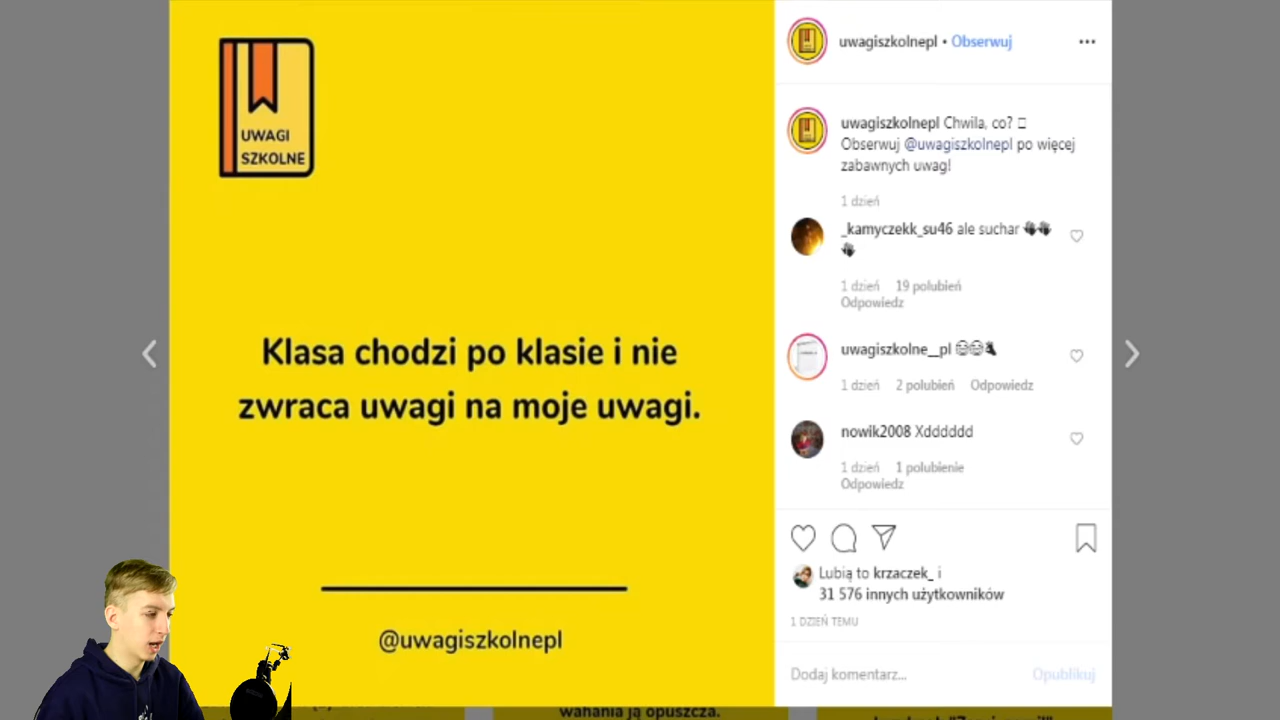 UWAGI
SZKOLNE
Klasa chodzi po klasie i nie
zwraca uwagi na moje uwagi.
@uwagiszkolnepl
uwagiszkolnepl • Obserwuj
uwagiszkolnepl Chwila, co?
Obserwuj @uwagiszkolnepl po więcej
zabawnych uwag!
1 dzień
_kamyczekk_su46 ale suchar
1 dzień 19 polubień
Odpowiedz
uwagiszkolne__pl
1 dzień 2 polubień Odpowiedz
nowik2008 Xdddddd
1 dzień 1 polubienie
Odpowiedz
Lubią to krzaczek_ i
31 576 innych użytkowników
1 DZIEŃ TEMU
Dodaj komentarz... Opublikuj
wahania ją opuszcza.